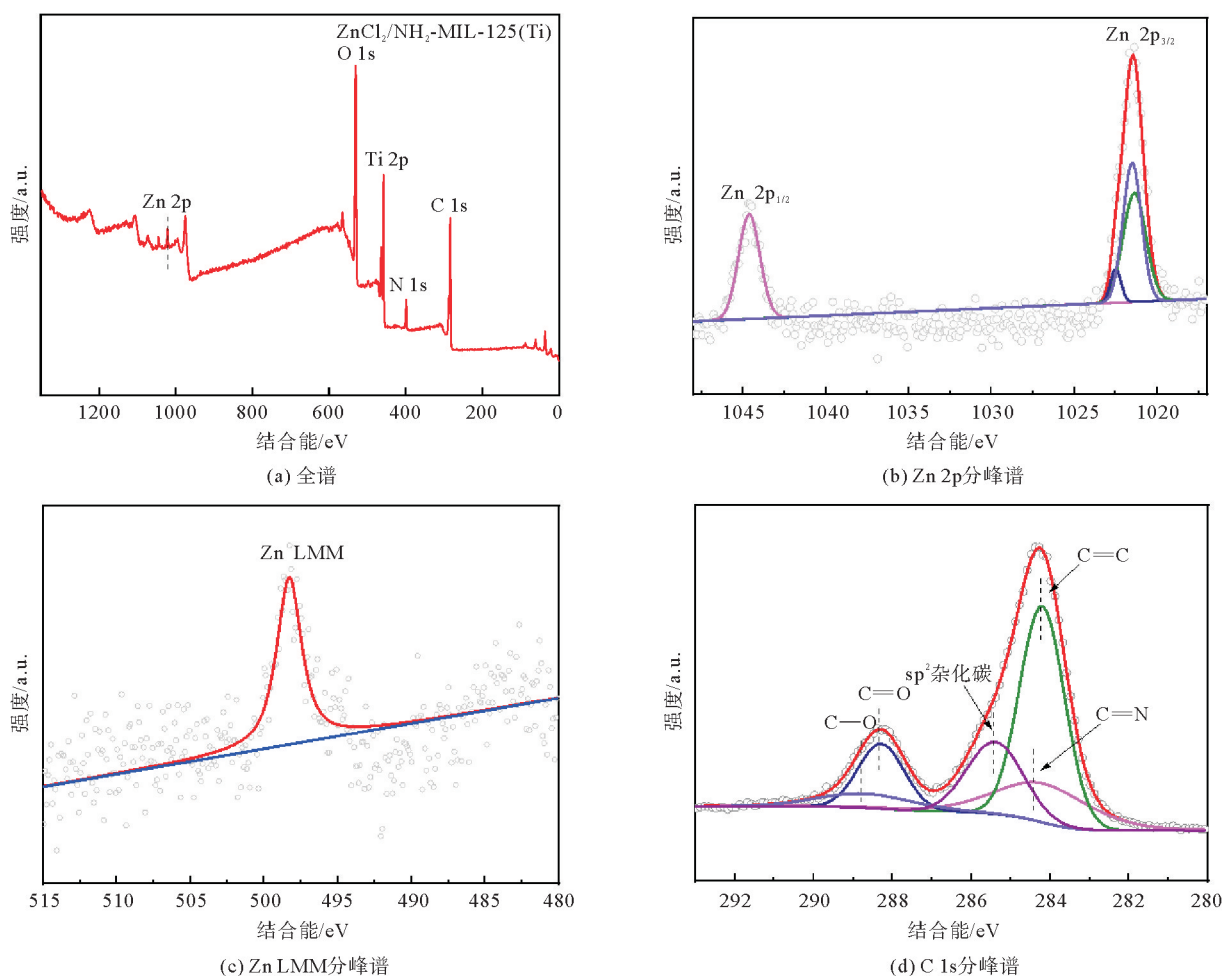 ZnCl₂/NH₂-MIL-125(Ti)
O 1s
Ti 2p
Zn 2p
C 1s
N 1s
强度/a.u.
1200 1000 800 600 400 200 0
结合能/eV
(a) 全谱
Zn 2p₃/₂
Zn 2p₁/₂
强度/a.u.
1045 1040 1035 1030 1025 1020
结合能/eV
(b) Zn 2p分峰谱
Zn LMM
强度/a.u.
515 510 505 500 495 490 485 480
结合能/eV
(c) Zn LMM分峰谱
C=C
sp²杂化碳
C=O
C=N
C-O
强度/a.u.
292 290 288 286 284 282 280
结合能/eV
(d) C 1s分峰谱